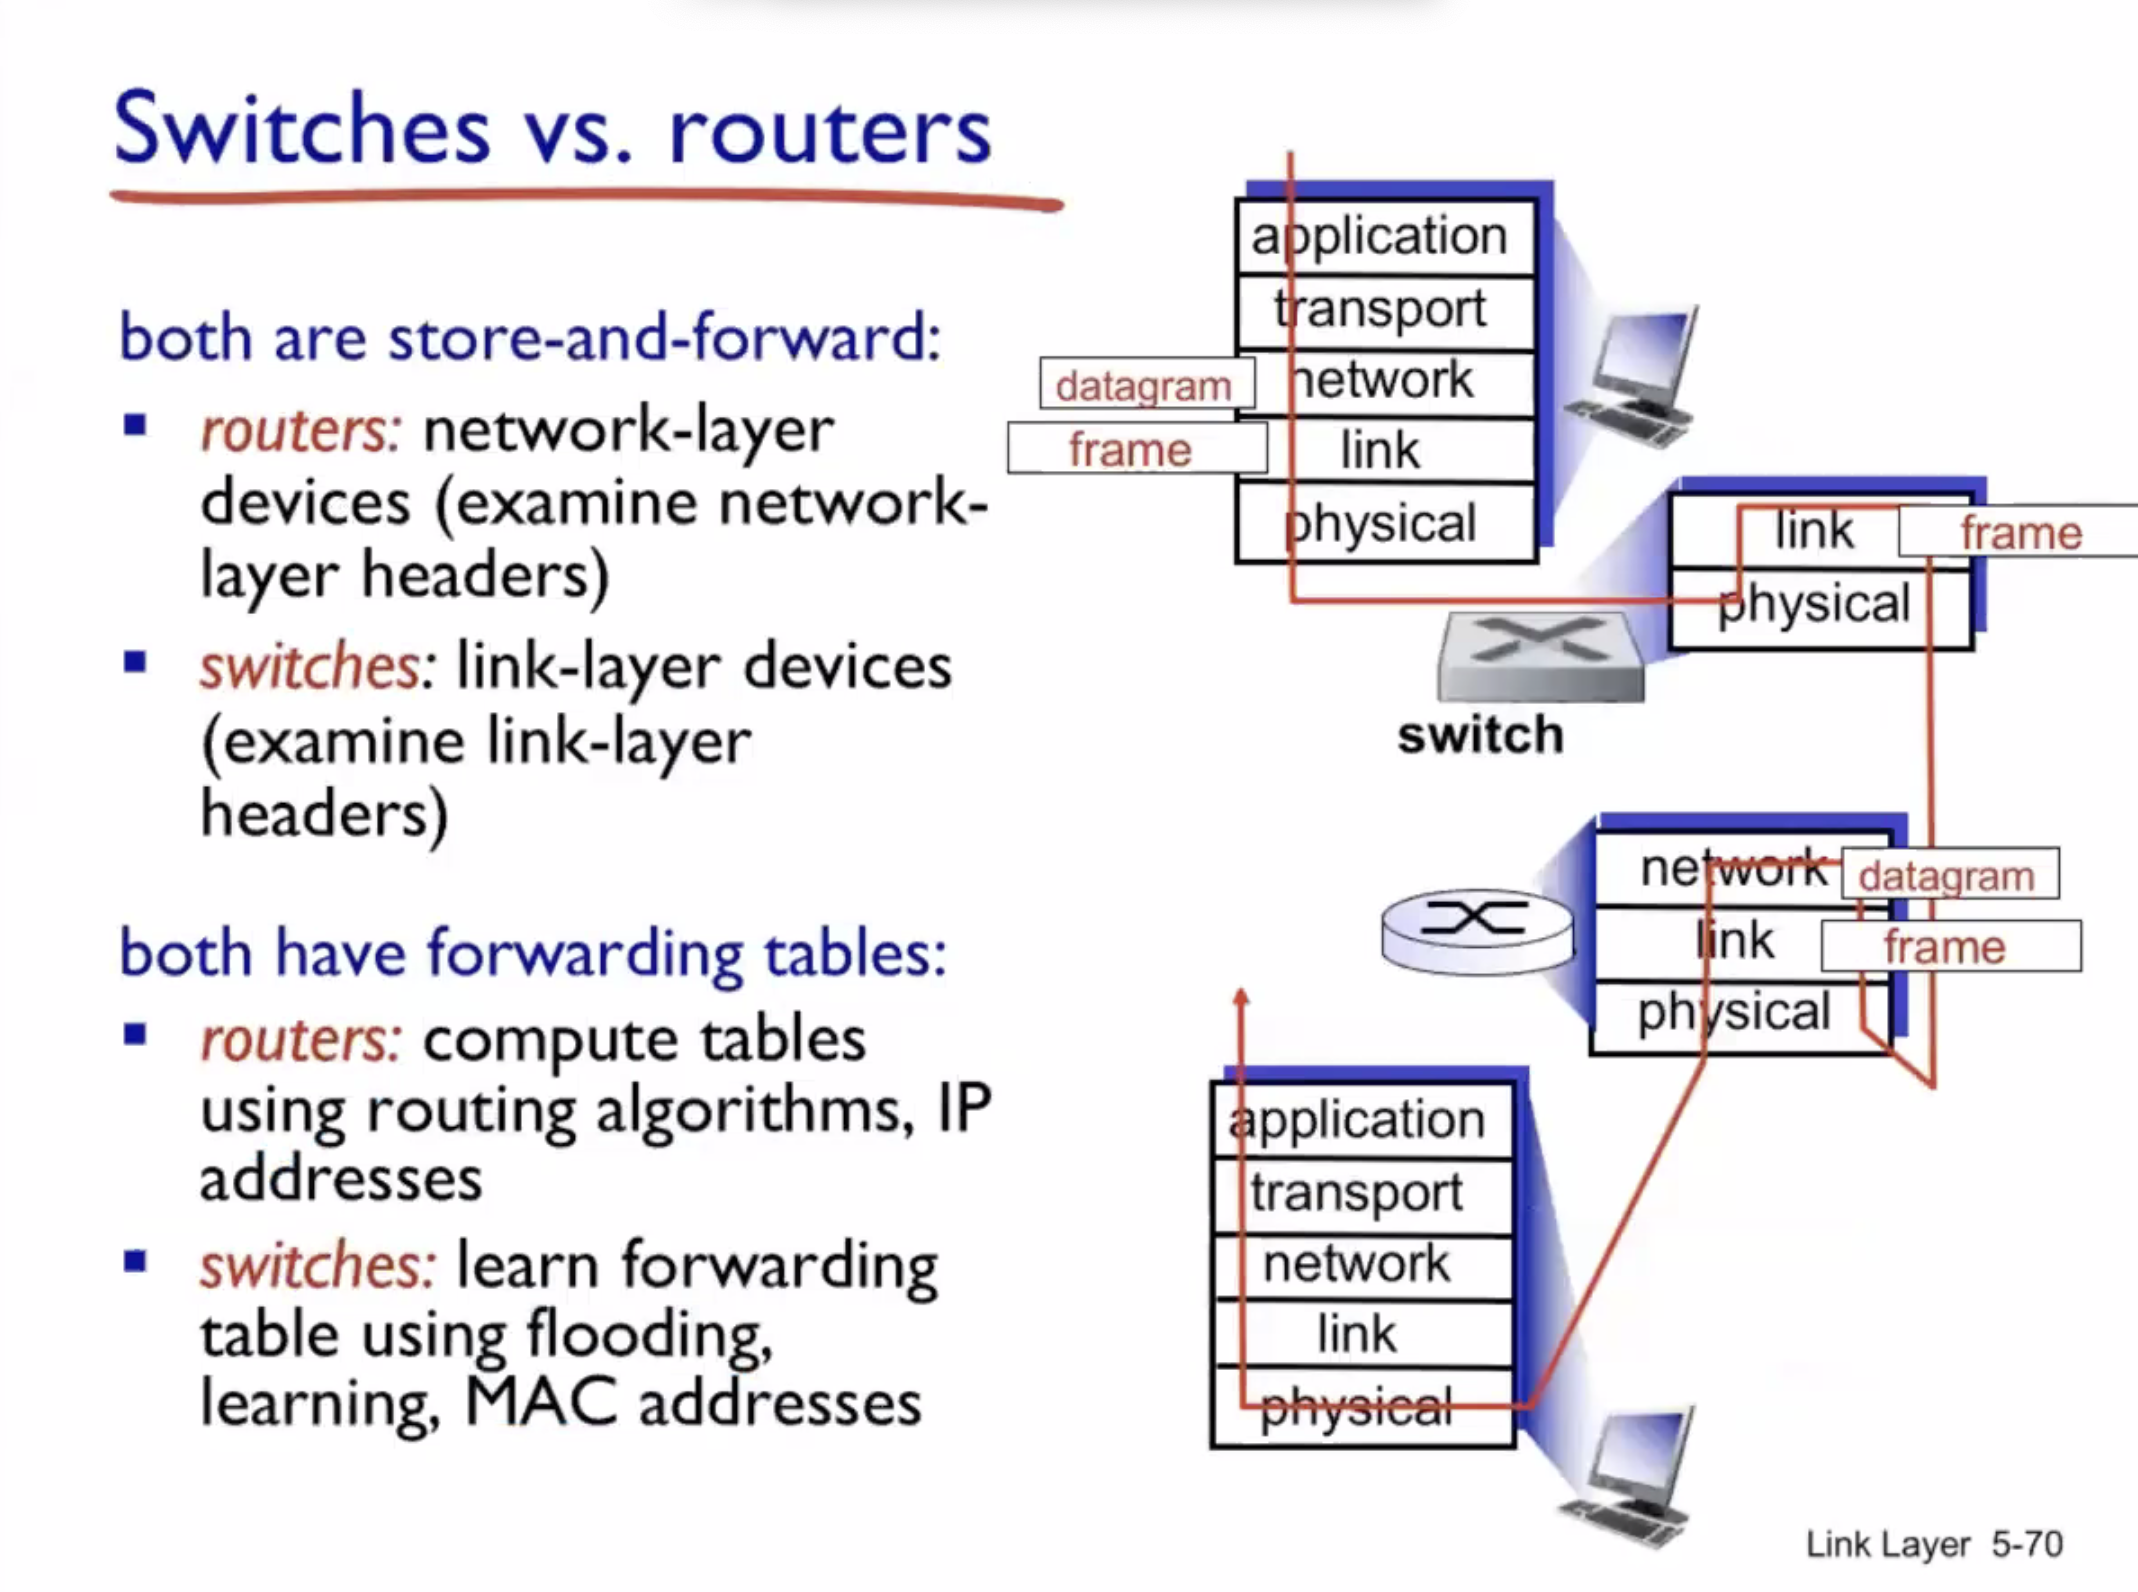 Switches vs. routers
both are store-and-forward:
routers: network-layer
devices (examine network-
layer headers)
switches: link-layer devices
(examine link-layer
headers)
both have forwarding tables:
routers: compute tables
using routing algorithms, IP
addresses
switches: learn forwarding
table using flooding,
learning, MAC addresses
application
transport
datagram
network
frame
link
physical
link
frame
physical
switch
network
datagram
link
frame
physical
application
transport
network
link
physical
Link Layer 5-70